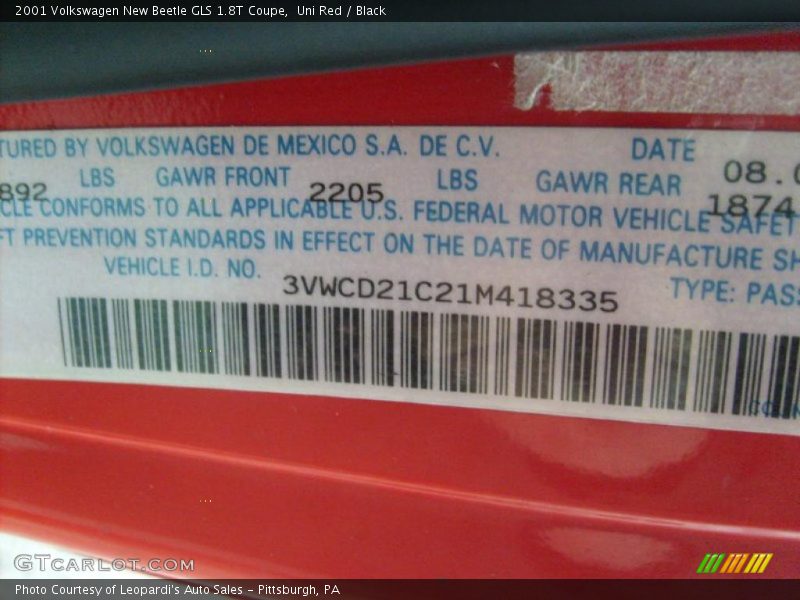 2001 Volkswagen New Beetle GLS 1.8T Coupe,  Uni Red / Black
TURED BY VOLKSWAGEN DE MEXICO S.A. DE C.V. DATE 08.0
892 LBS GAWR FRONT 2205 LBS GAWR REAR 1874
CLE CONFORMS TO ALL APPLICABLE U.S. FEDERAL MOTOR VEHICLE SAFET
FT PREVENTION STANDARDS IN EFFECT ON THE DATE OF MANUFACTURE SH
VEHICLE I.D. NO. 3VWCD21C21M418335 TYPE: PASS
GTCARLOT.COM
Photo Courtesy of Leopardi's Auto Sales - Pittsburgh, PA